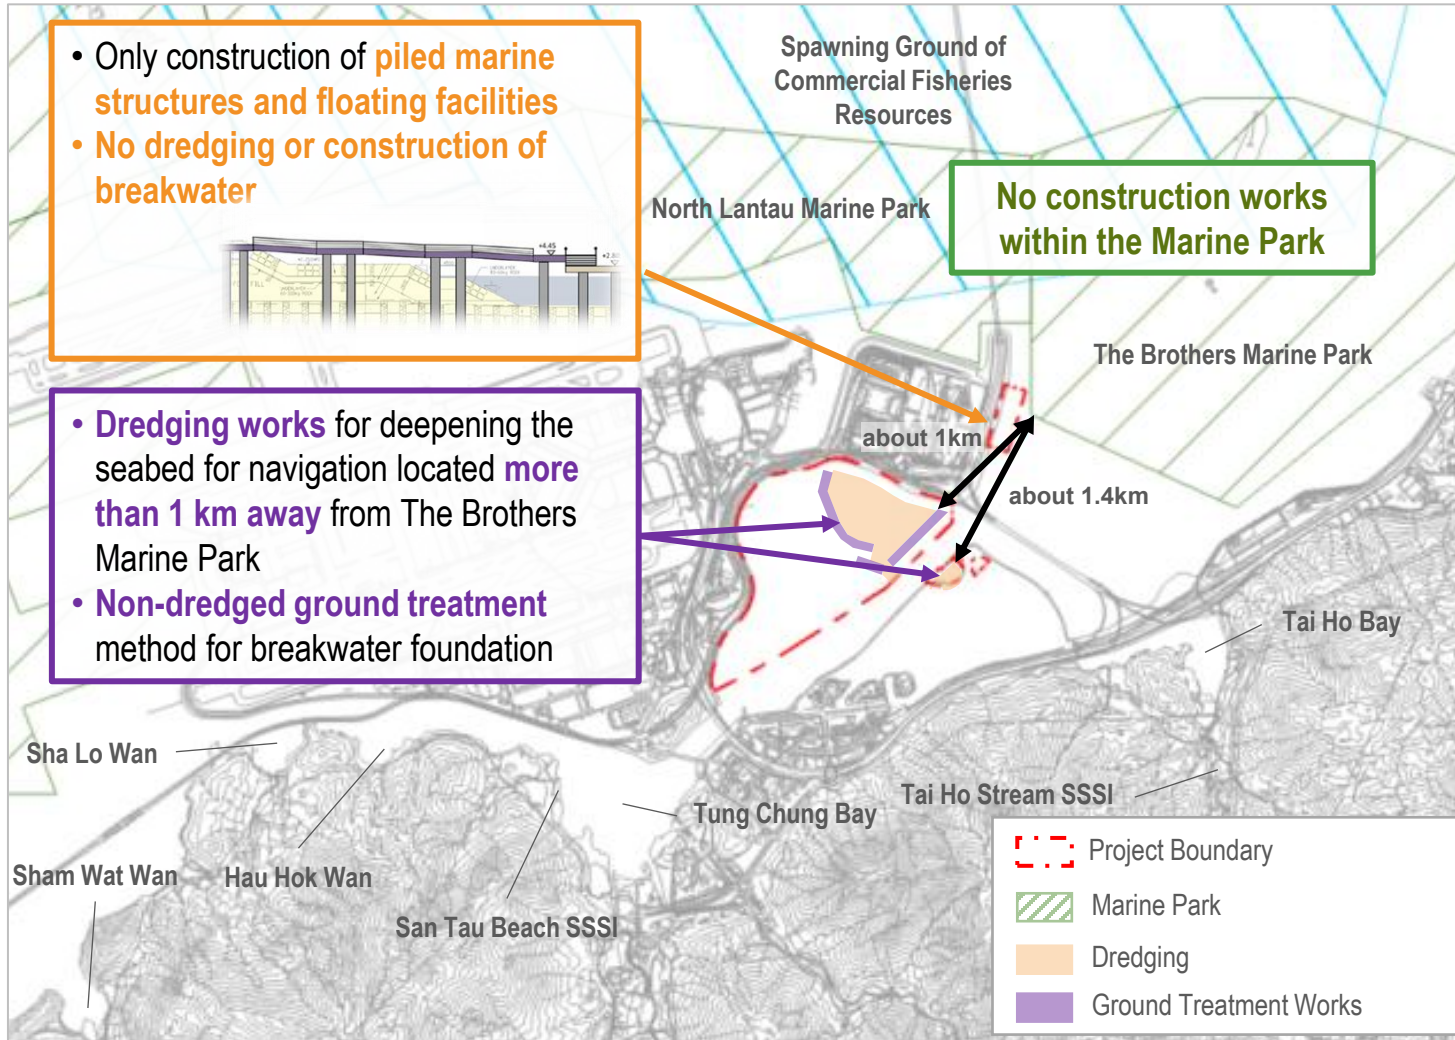 • Only construction of piled marine
structures and floating facilities
• No dredging or construction of
breakwater
+4.45
Spawning Ground of
Commercial Fisheries
Resources
North Lantau Marine Park
No construction works
within the Marine Park
The Brothers Marine Park
• Dredging works for deepening the
seabed for navigation located more
than 1 km away from The Brothers
Marine Park
• Non-dredged ground treatment
method for breakwater foundation
about 1km
about 1.4km
Tai Ho Bay
Sha Lo Wan
Tai Ho Stream SSSI
Tung Chung Bay
Sham Wat Wan
Hau Hok Wan
San Tau Beach SSSI
Project Boundary
Marine Park
Dredging
Ground Treatment Works